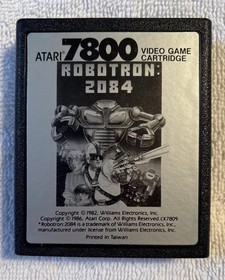 ATARI 7800 VIDEO GAME CARTRIDGE
ROBOTRON:
2084
Copyright © 1982, Williams Electronics, Inc.
Copyright © 1986, Atari Corp. All Rights Reserved. CX7809
"Robotron:2084 is a trademark of Williams Electronics, Inc.,
manufactured under license from Williams Electronics, Inc.
Printed in Taiwan